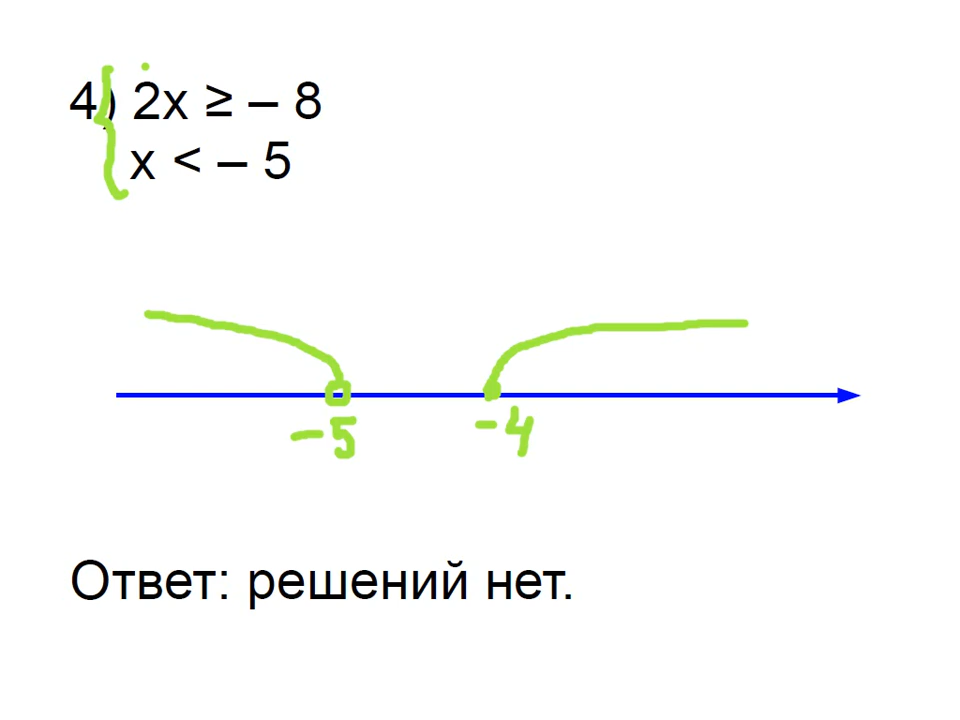 4) 2x ≥ – 8
x < – 5
-5 -4
Ответ: решений нет.